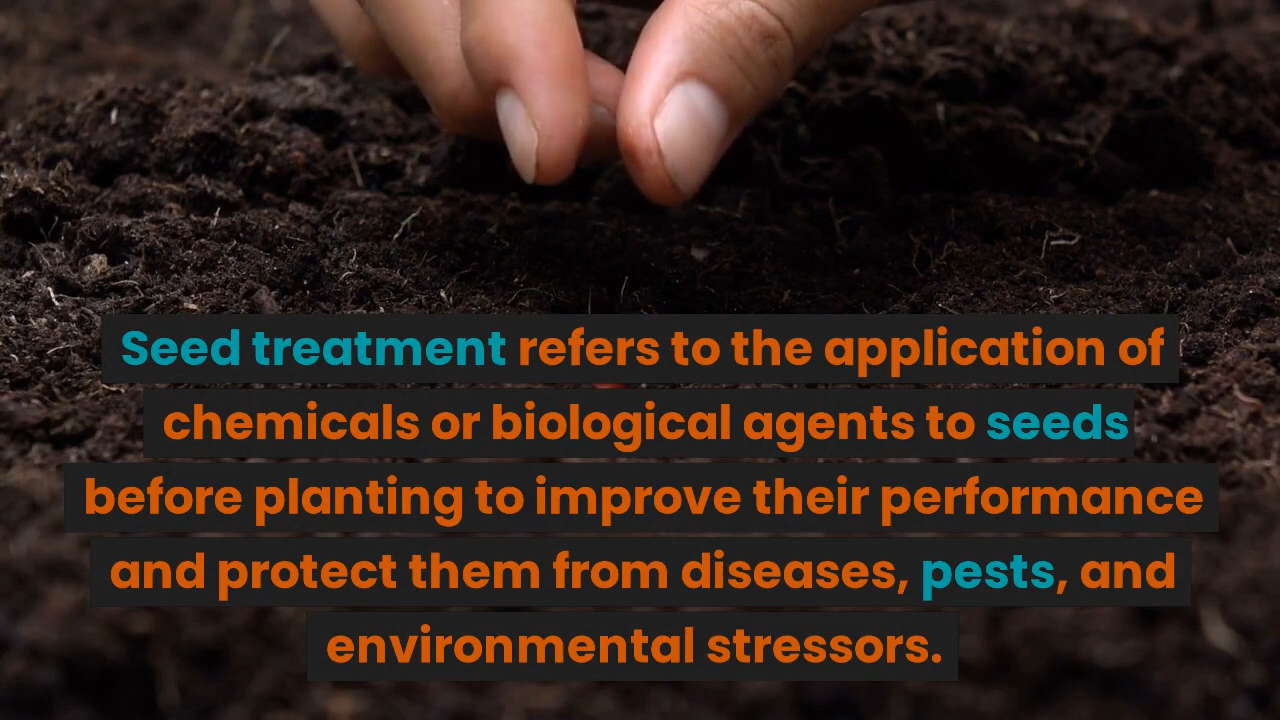 Seed treatment refers to the application of
chemicals or biological agents to seeds
before planting to improve their performance
and protect them from diseases, pests, and
environmental stressors.